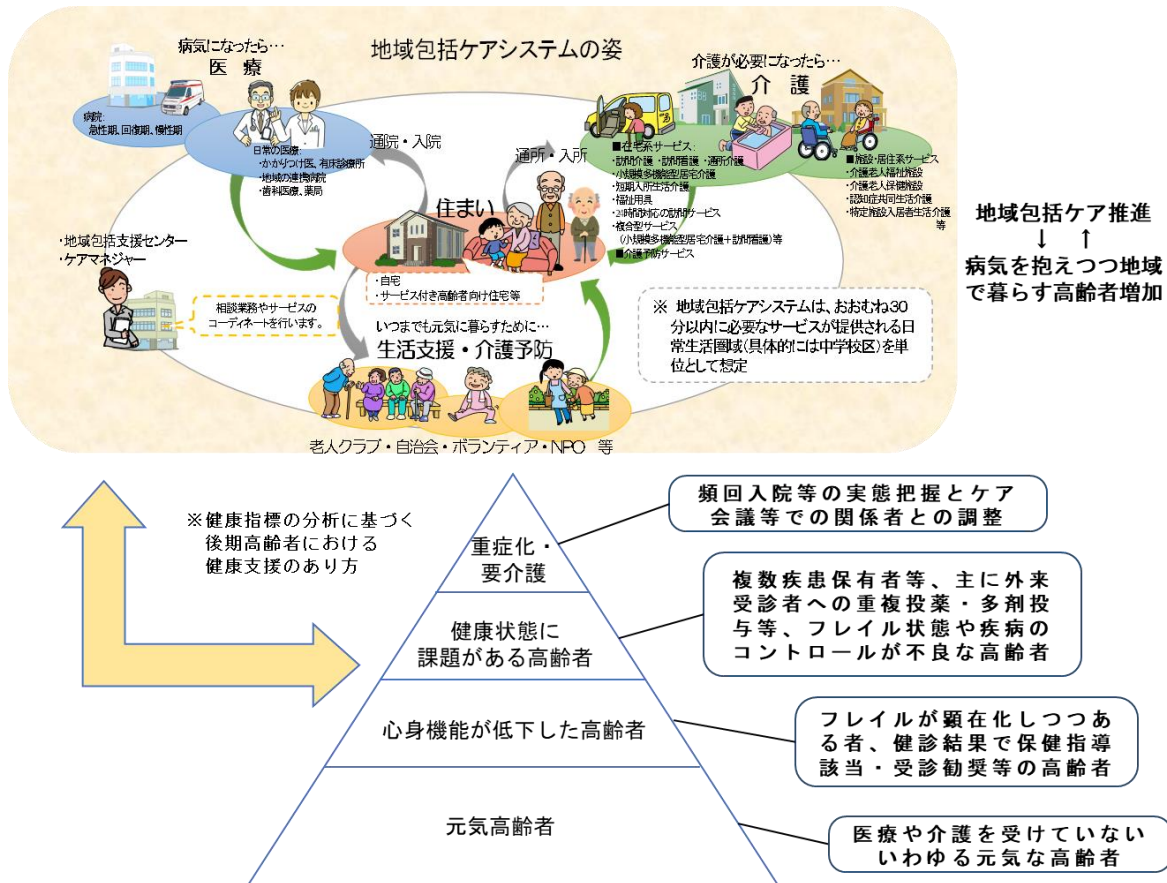 地域包括ケアシステムの姿
病気になったら…
医 療
病院:
急性期、回復期、慢性期
日常の医療:
・かかりつけ医、有床診療所
・地域の連携病院
・歯科医療、薬局
通院・入院
通所・入所
介護が必要になったら…
介 護
■在宅系サービス:
・訪問介護 ・訪問看護 ・通所介護
・小規模多機能型居宅介護
・短期入所生活介護
・福祉用具
・24時間対応の訪問サービス
・複合型サービス
(小規模多機能型居宅介護+訪問看護)等
■介護予防サービス
■施設・居住系サービス
・介護老人福祉施設
・介護老人保健施設
・認知症共同生活介護
・特定施設入居者生活介護
等
住まい
・自宅
・サービス付き高齢者向け住宅等
・地域包括支援センター
・ケアマネジャー
相談業務やサービスの
コーディネートを行います。
いつまでも元気に暮らすために…
生活支援・介護予防
老人クラブ・自治会・ボランティア・NPO 等
※ 地域包括ケアシステムは、おおむね30
分以内に必要なサービスが提供される日
常生活圏域(具体的には中学校区)を単
位として想定
地域包括ケア推進
↓ ↑
病気を抱えつつ地域
で暮らす高齢者増加
※健康指標の分析に基づく
後期高齢者における
健康支援のあり方
重症化・
要介護
健康状態に
課題がある高齢者
心身機能が低下した高齢者
元気高齢者
頻回入院等の実態把握とケア
会議等での関係者との調整
複数疾患保有者等、主に外来
受診者への重複投薬・多剤投
与等、フレイル状態や疾病の
コントロールが不良な高齢者
フレイルが顕在化しつつあ
る者、健診結果で保健指導
該当・受診勧奨等の高齢者
医療や介護を受けていない
いわゆる元気な高齢者